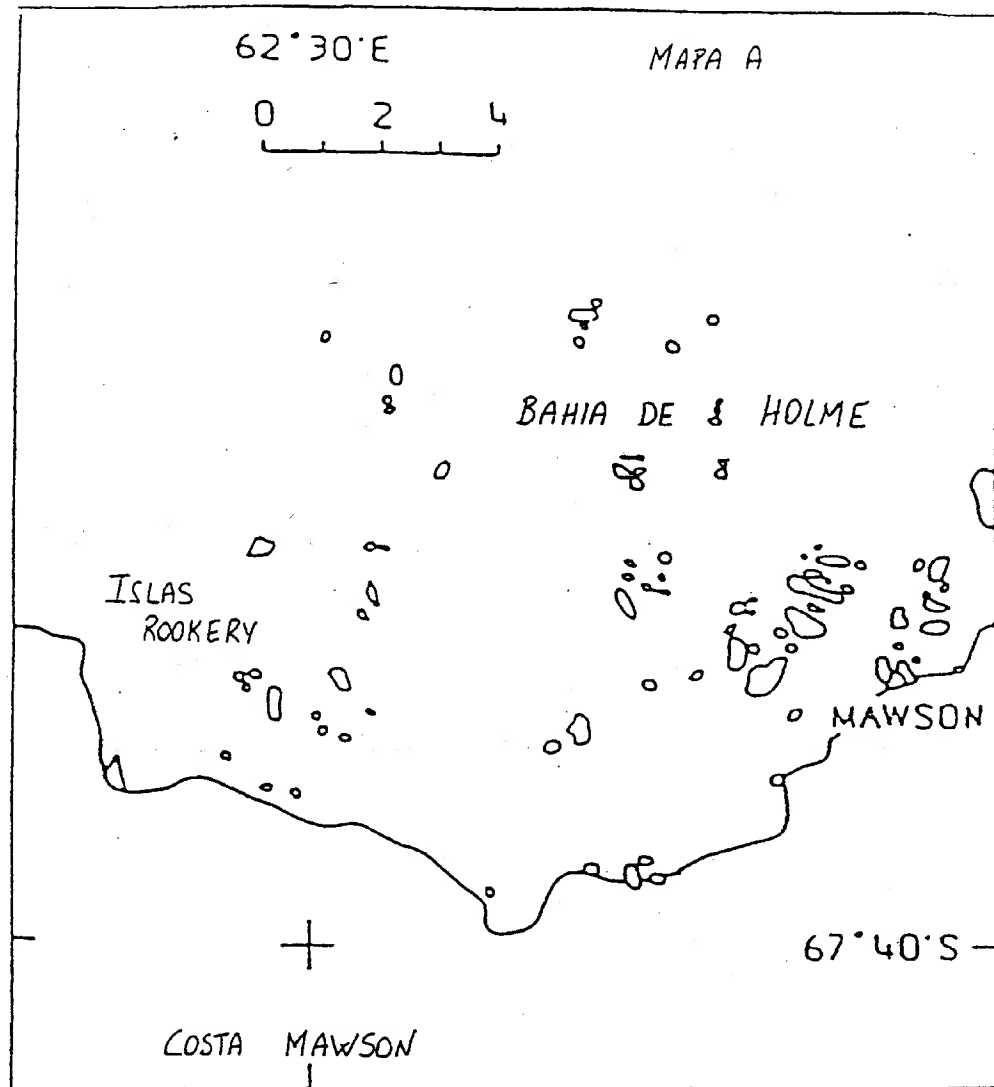 62°30'E
MAPA A
0 2 4
BAHIA DE HOLME
ISLAS
ROOKERY
MAWSON
67°40'S
COSTA MAWSON